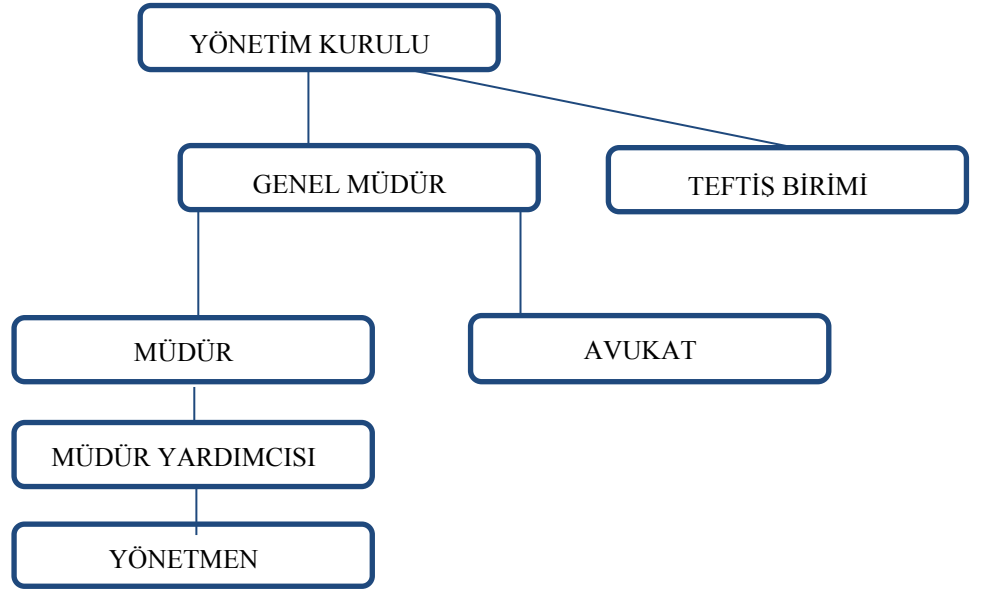 YÖNETİM KURULU
GENEL MÜDÜR
TEFTİŞ BİRİMİ
MÜDÜR
AVUKAT
MÜDÜR YARDIMCISI
YÖNETMEN